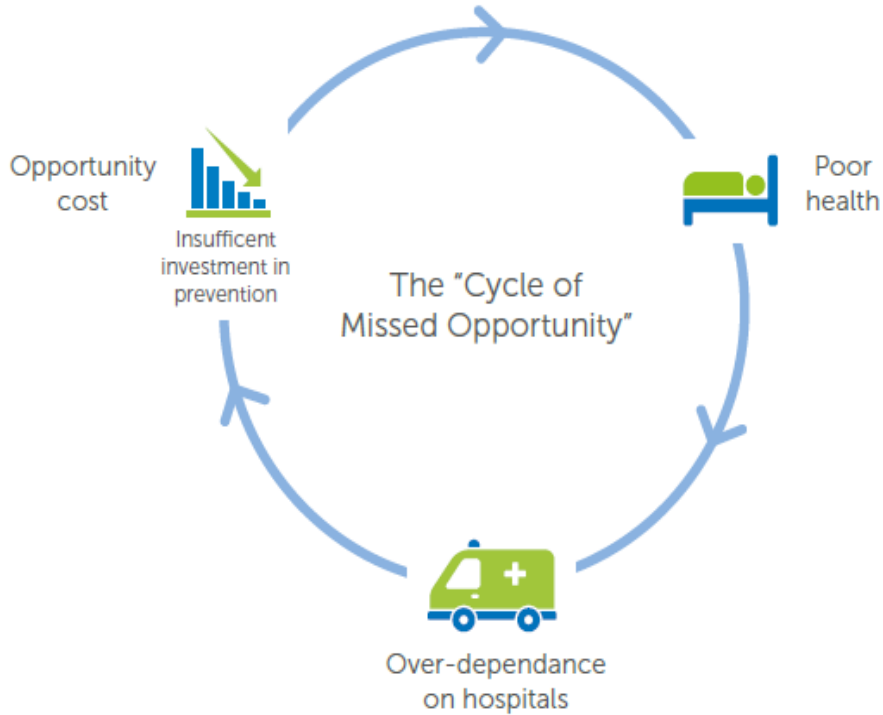 Opportunity
cost
Insufficent
investment in
prevention
Poor
health
The “Cycle of
Missed Opportunity”
Over-dependance
on hospitals